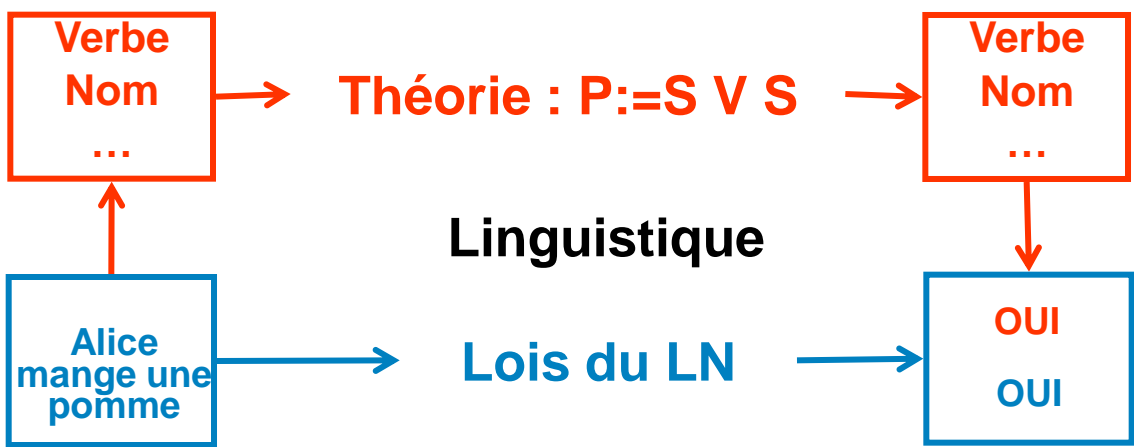 Verbe
Nom
…
Théorie : P:=S V S
Verbe
Nom
…
Linguistique
Alice
mange une
pomme
Lois du LN
OUI
OUI